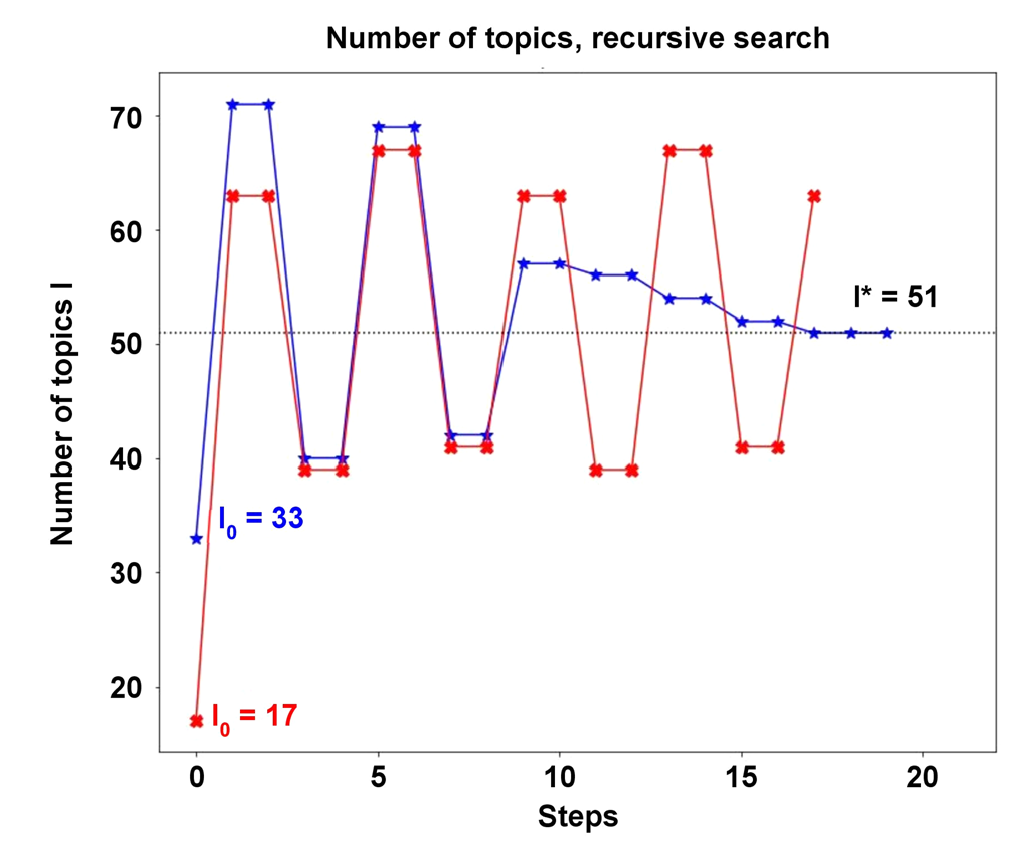 Number of topics, recursive search
Number of topics I
70
60
50
40
30
20
I* = 51
I₀ = 33
I₀ = 17
0 5 10 15 20
Steps